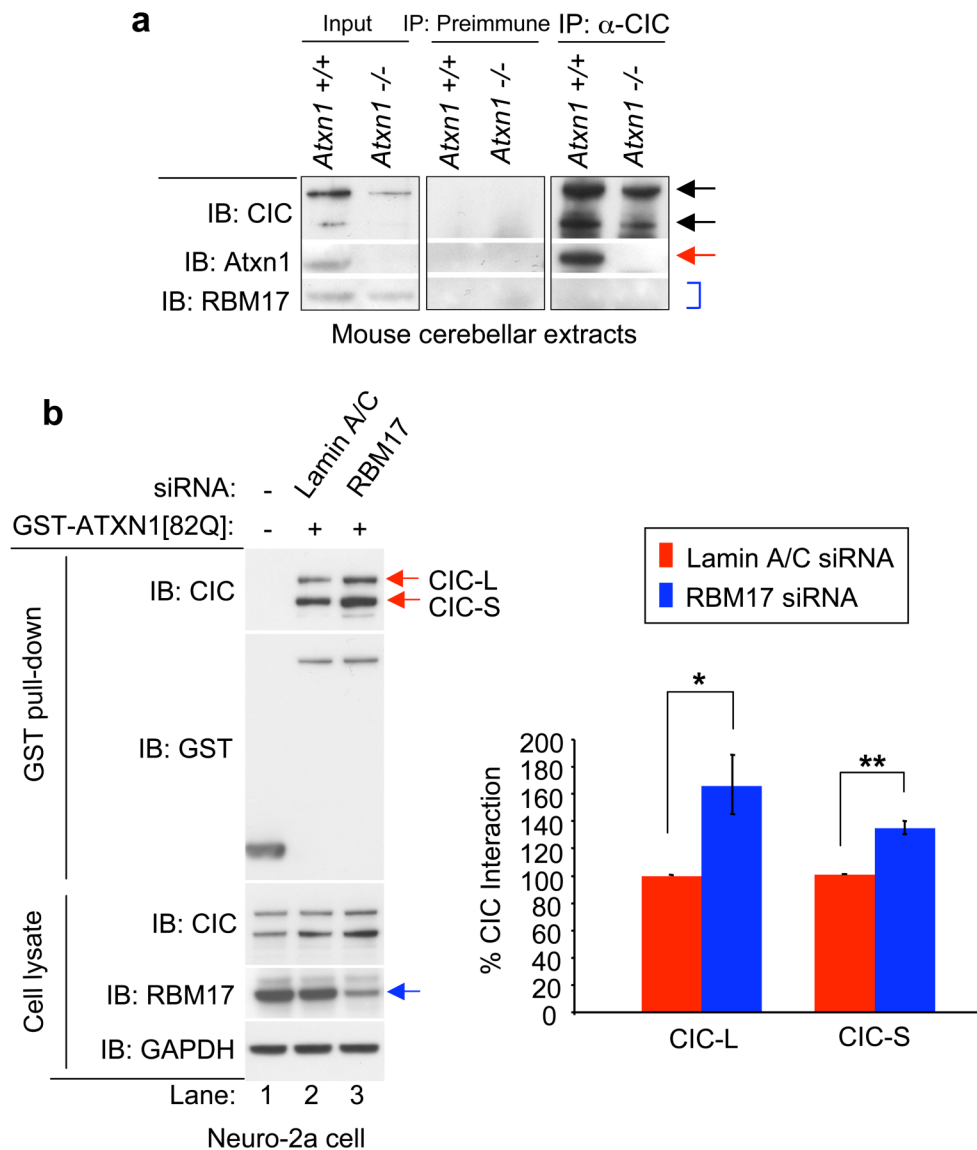 a
Input
IP: Preimmune
IP: α-CIC
Atxn1 +/+
Atxn1 -/-
Atxn1 +/+
Atxn1 -/-
Atxn1 +/+
Atxn1 -/-
IB: CIC
IB: Atxn1
IB: RBM17
Mouse cerebellar extracts
b
siRNA: - Lamin A/C RBM17
GST-ATXN1[82Q]: - + +
GST pull-down
IB: CIC
CIC-L
CIC-S
IB: GST
Cell lysate
IB: CIC
IB: RBM17
IB: GAPDH
Lane: 1 2 3
Neuro-2a cell
Lamin A/C siRNA
RBM17 siRNA
% CIC Interaction
200
180
160
140
120
100
80
60
40
20
0
*
**
CIC-L
CIC-S